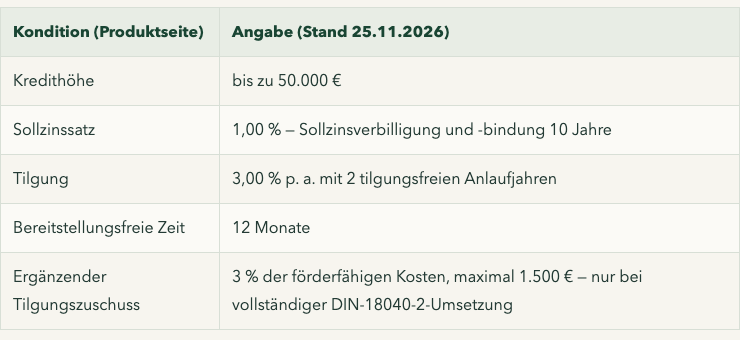 Kondition (Produktseite) Angabe (Stand 25.11.2026)
Kredithöhe bis zu 50.000 €
Sollzinssatz 1,00 % – Sollzinsverbilligung und -bindung 10 Jahre
Tilgung 3,00 % p. a. mit 2 tilgungsfreien Anlaufjahren
Bereitstellungsfreie Zeit 12 Monate
Ergänzender 3 % der förderfähigen Kosten, maximal 1.500 € – nur bei
Tilgungszuschuss vollständiger DIN-18040-2-Umsetzung